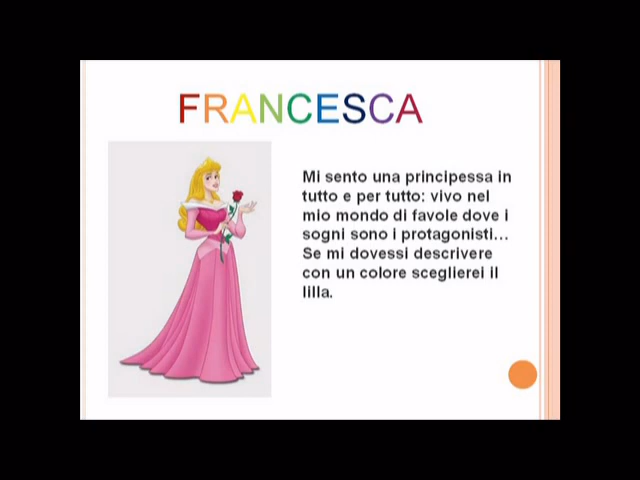 FRANCESCA
Mi sento una principessa in
tutto e per tutto: vivo nel
mio mondo di favole dove i
sogni sono i protagonisti...
Se mi dovessi descrivere
con un colore sceglierei il
lilla.